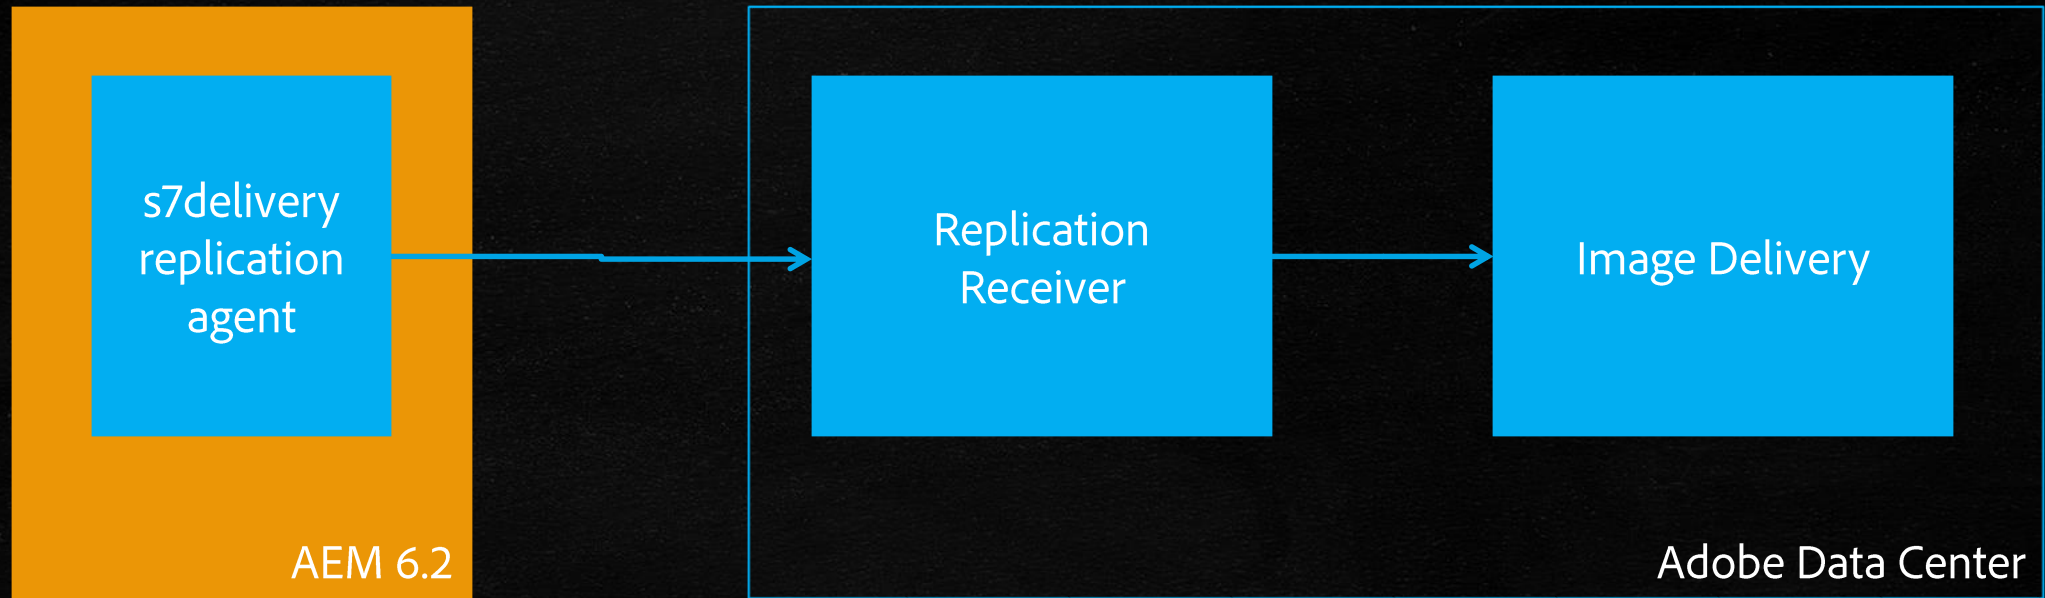 s7delivery
replication
agent
AEM 6.2
Replication
Receiver
Image Delivery
Adobe Data Center